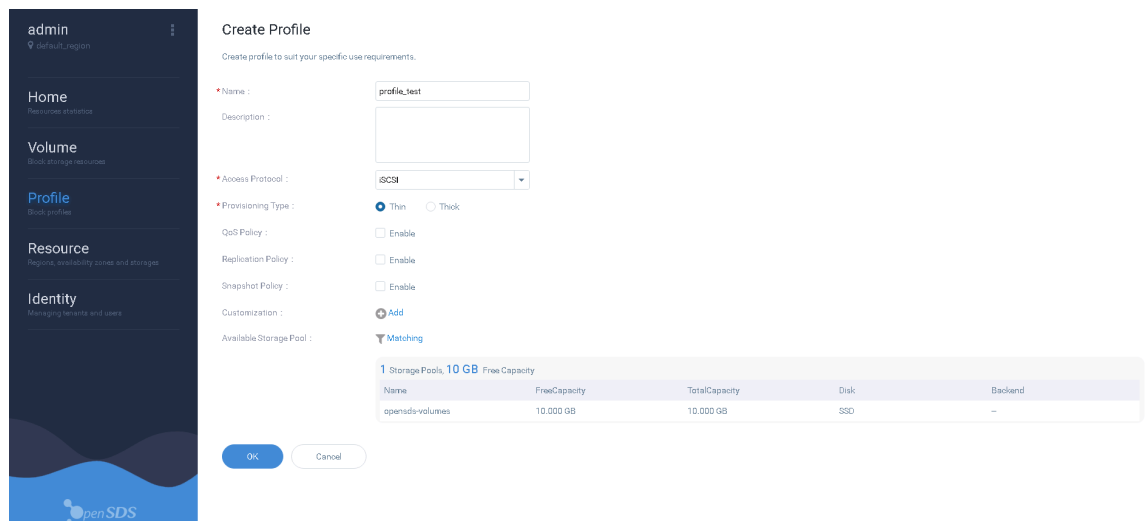 admin
default_region
Home
Resources statistics
Volume
Block storage resources
Profile
Block profiles
Resource
Regions, availability zones and storages
Identity
Managing tenants and users
OpenSDS
Create Profile
Create profile to suit your specific use requirements.
* Name :
profile_test
Description :
* Access Protocol :
iSCSI
* Provisioning Type :
Thin Thick
QoS Policy :
Enable
Replication Policy :
Enable
Snapshot Policy :
Enable
Customization :
Add
Available Storage Pool :
Matching
1 Storage Pools, 10 GB Free Capacity
Name FreeCapacity TotalCapacity Disk Backend
opensds-volumes 10.000 GB 10.000 GB SSD --
OK Cancel